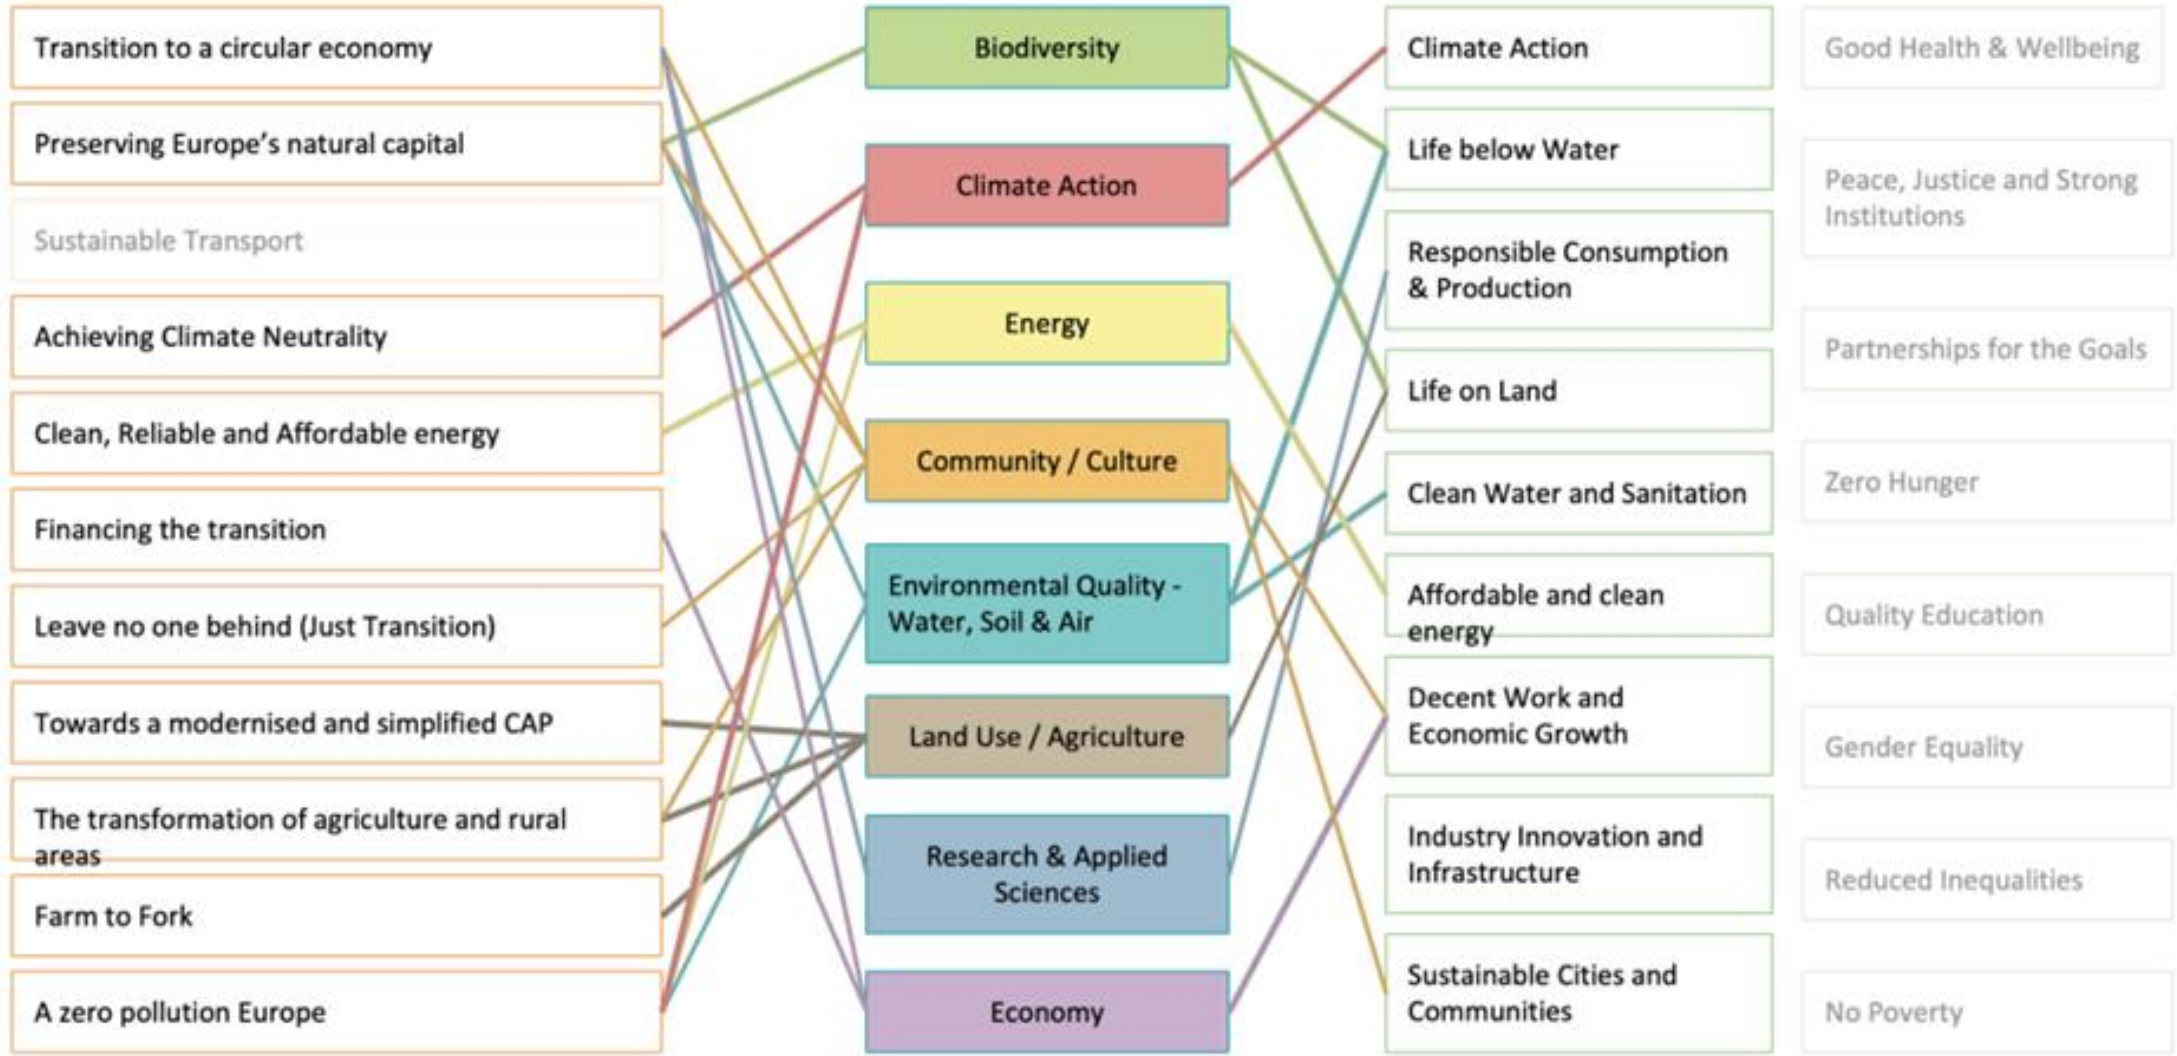 Transition to a circular economy
Preserving Europe's natural capital
Sustainable Transport
Achieving Climate Neutrality
Clean, Reliable and Affordable energy
Financing the transition
Leave no one behind (Just Transition)
Towards a modernised and simplified CAP
The transformation of agriculture and rural
areas
Farm to Fork
A zero pollution Europe
Biodiversity
Climate Action
Energy
Community / Culture
Environmental Quality -
Water, Soil & Air
Land Use / Agriculture
Research & Applied
Sciences
Economy
Climate Action
Life below Water
Responsible Consumption
& Production
Life on Land
Clean Water and Sanitation
Affordable and clean
energy
Decent Work and
Economic Growth
Industry Innovation and
Infrastructure
Sustainable Cities and
Communities
Good Health & Wellbeing
Peace, Justice and Strong
Institutions
Partnerships for the Goals
Zero Hunger
Quality Education
Gender Equality
Reduced Inequalities
No Poverty